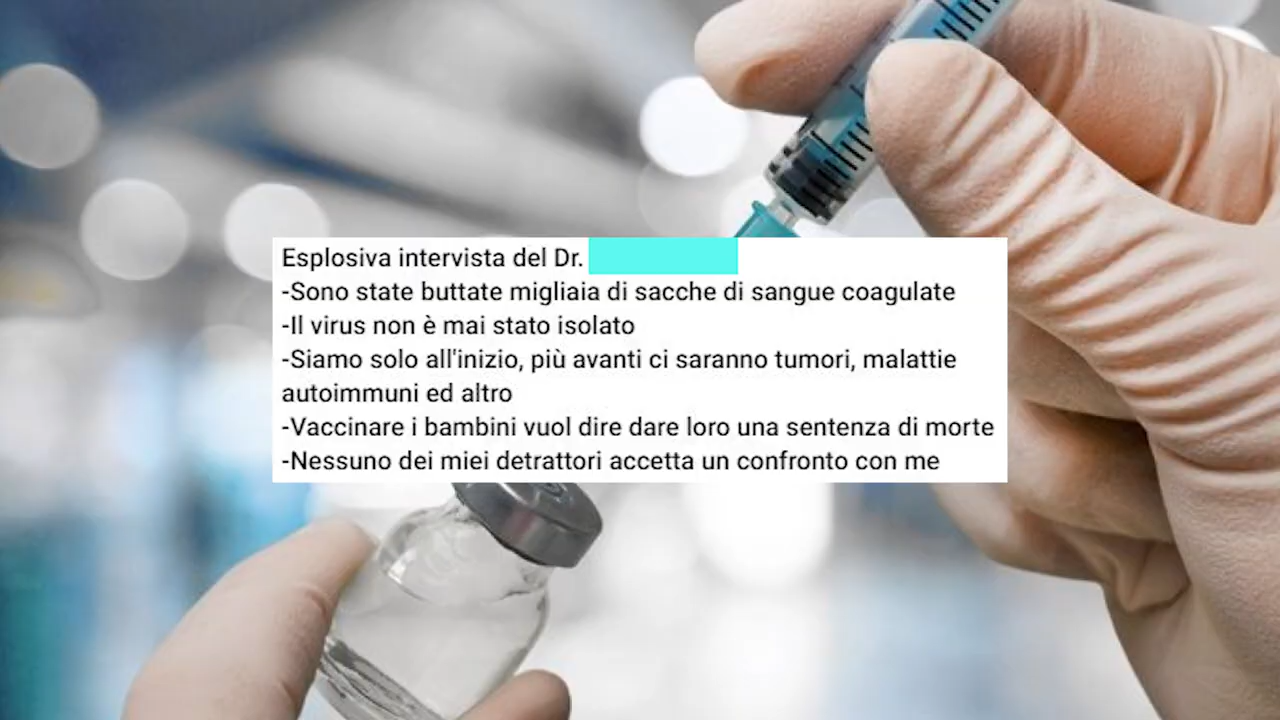 Esplosiva intervista del Dr.
-Sono state buttate migliaia di sacche di sangue coagulate
-Il virus non è mai stato isolato
-Siamo solo all'inizio, più avanti ci saranno tumori, malattie
autoimmuni ed altro
-Vaccinare i bambini vuol dire dare loro una sentenza di morte
-Nessuno dei miei detrattori accetta un confronto con me